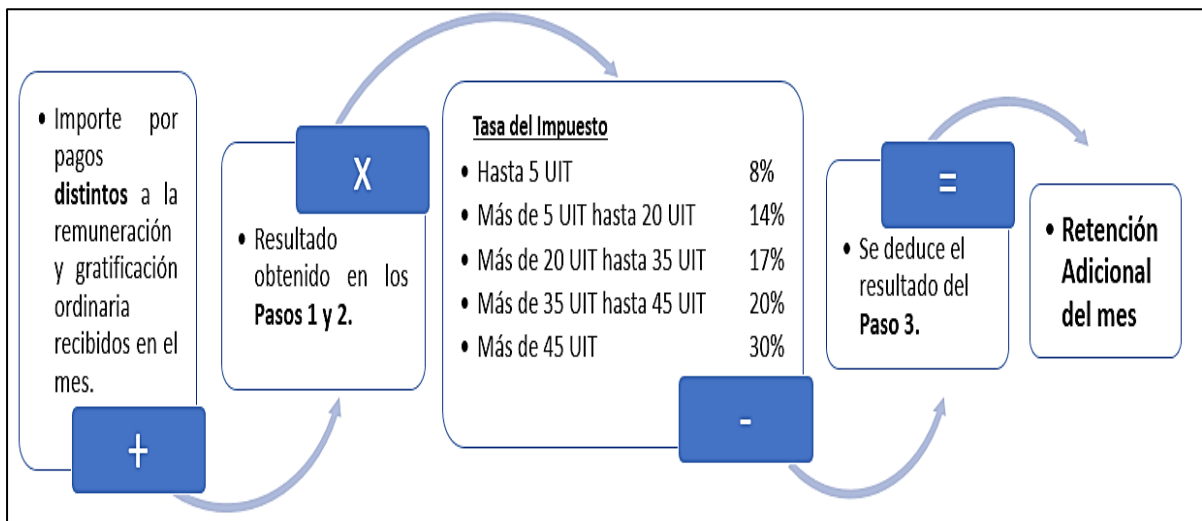 • Importe por
pagos
distintos a la
remuneración
y gratificación
ordinaria
recibidos en el
mes.
+
• Resultado
obtenido en los
Pasos 1 y 2.
X
Tasa del Impuesto
• Hasta 5 UIT 8%
• Más de 5 UIT hasta 20 UIT 14%
• Más de 20 UIT hasta 35 UIT 17%
• Más de 35 UIT hasta 45 UIT 20%
• Más de 45 UIT 30%
-
=
• Se deduce el
resultado del
Paso 3.
• Retención
Adicional
del mes